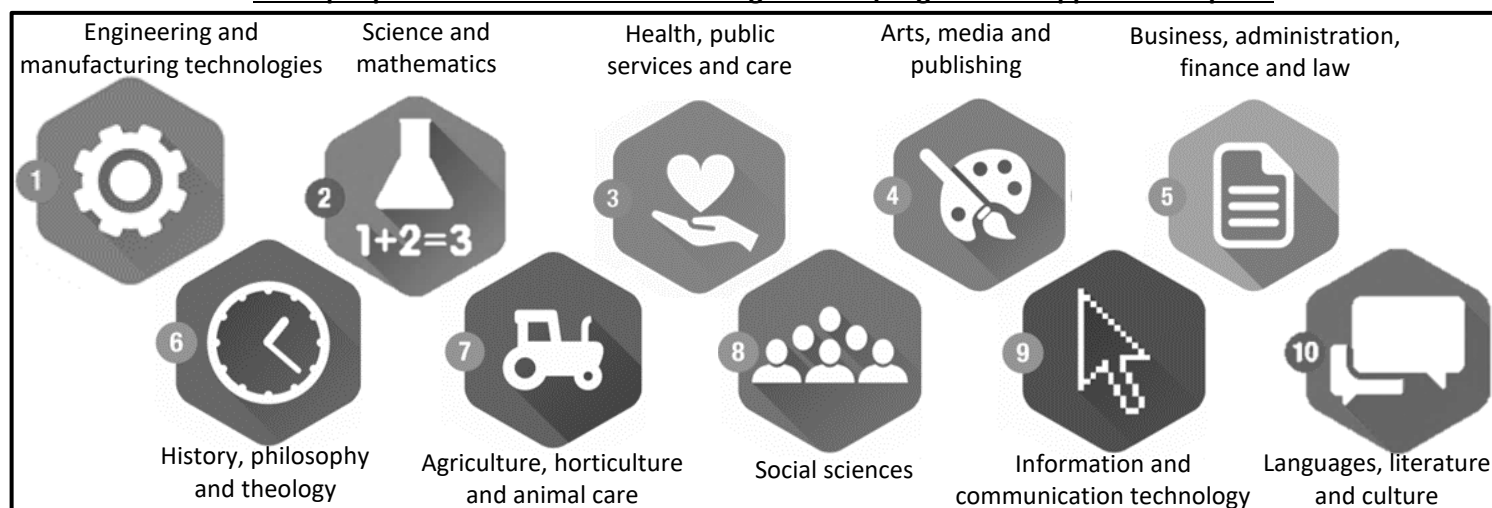 Engineering and
manufacturing technologies
Science and
mathematics
Health, public
services and care
Arts, media and
publishing
Business, administration,
finance and law
1
2
1+2=3
3
4
5
6
7
8
9
10
History, philosophy
and theology
Agriculture, horticulture
and animal care
Social sciences
Information and
communication technology
Languages, literature
and culture